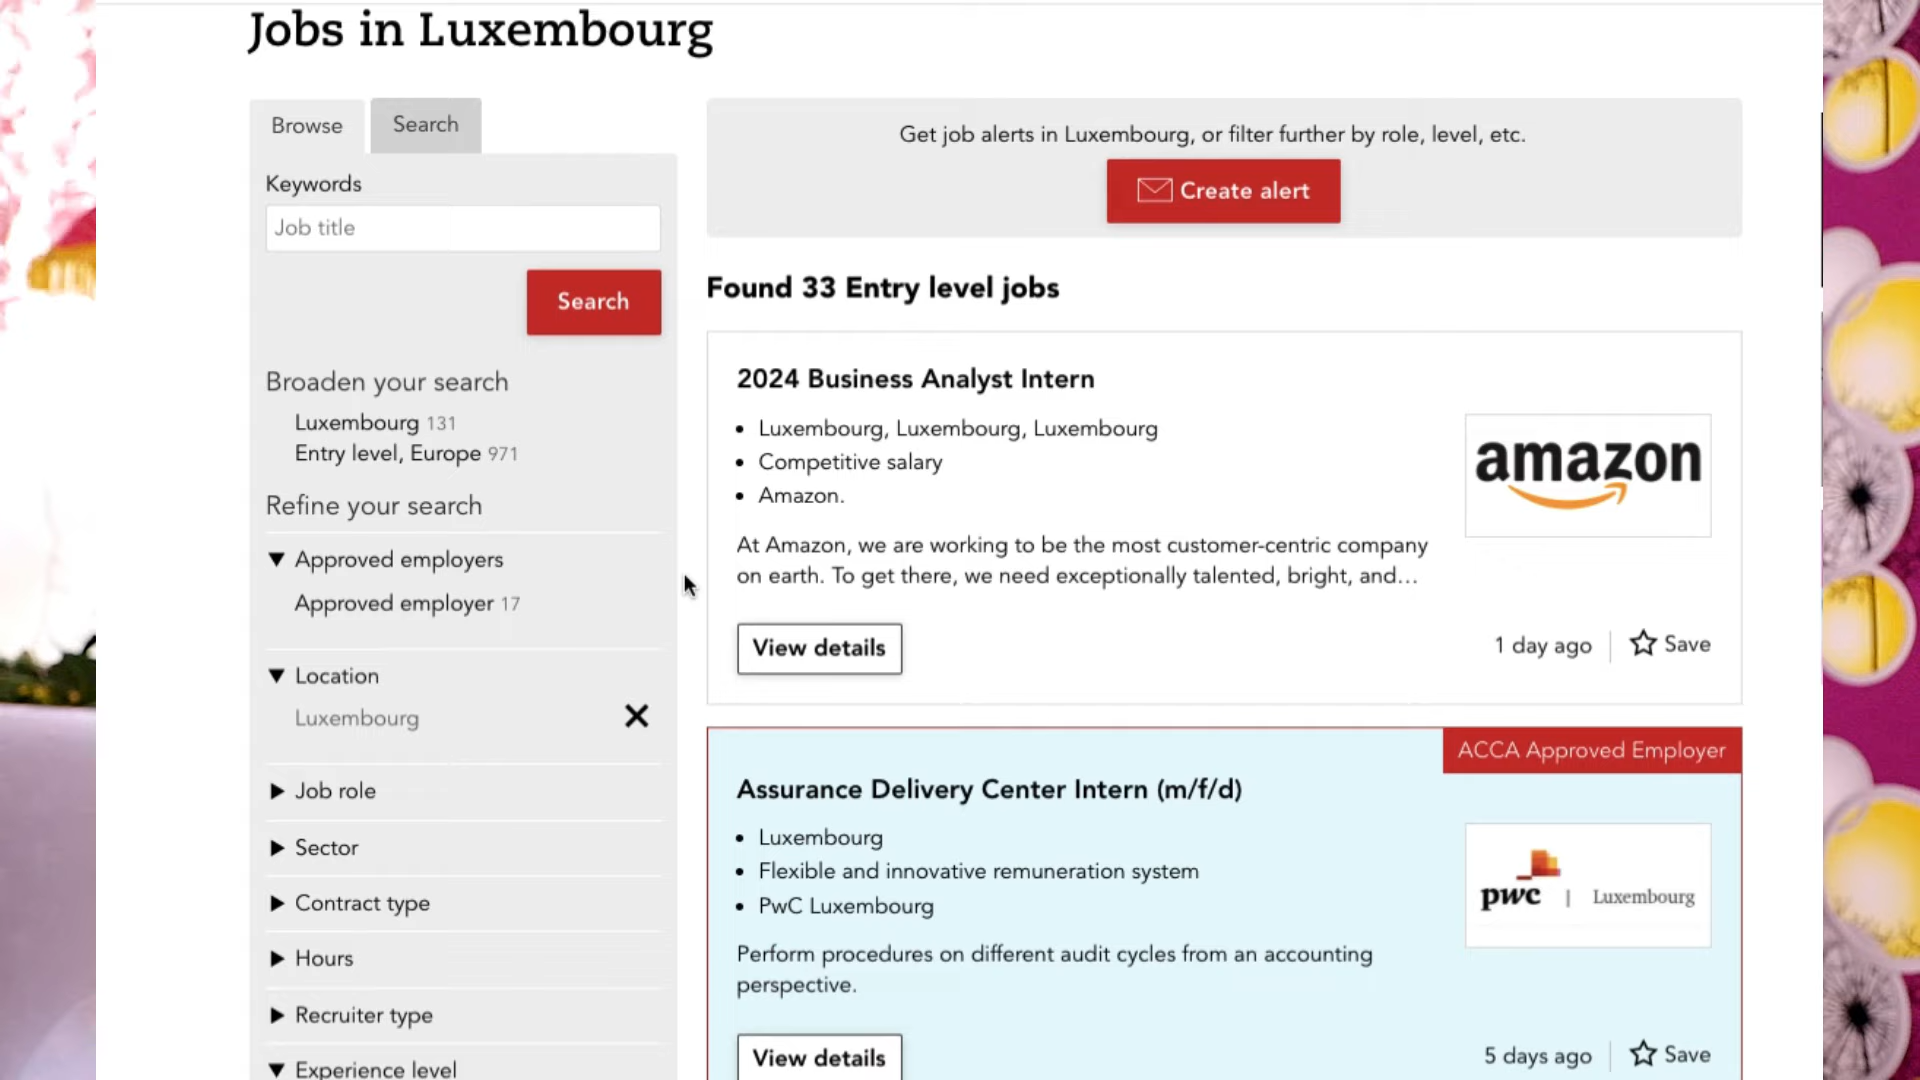 Jobs in Luxembourg
Browse
Search
Keywords
Job title
Search
Broaden your search
Luxembourg 131
Entry level, Europe 971
Refine your search
▼ Approved employers
Approved employer 17
▼ Location
Luxembourg
▶ Job role
▶ Sector
▶ Contract type
▶ Hours
▶ Recruiter type
▼ Experience level
Get job alerts in Luxembourg, or filter further by role, level, etc.
Create alert
Found 33 Entry level jobs
2024 Business Analyst Intern
• Luxembourg, Luxembourg, Luxembourg
• Competitive salary
• Amazon.
amazon
At Amazon, we are working to be the most customer-centric company
on earth. To get there, we need exceptionally talented, bright, and...
View details
1 day ago
Save
ACCA Approved Employer
Assurance Delivery Center Intern (m/f/d)
• Luxembourg
• Flexible and innovative remuneration system
• PwC Luxembourg
pwc | Luxembourg
Perform procedures on different audit cycles from an accounting
perspective.
View details
5 days ago
Save